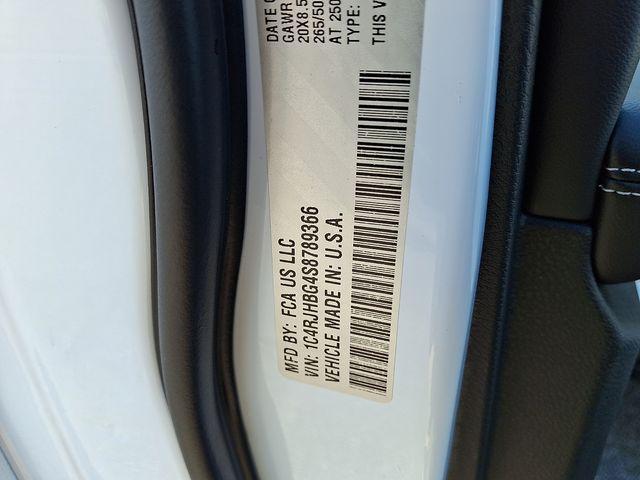 MFD BY: FCA US LLC
DATE O
VIN: 1C4RJHBG4S8789366
GAWR
VEHICLE MADE IN: U.S.A.
20X8.5
265/50
AT 250
TYPE:
THIS V